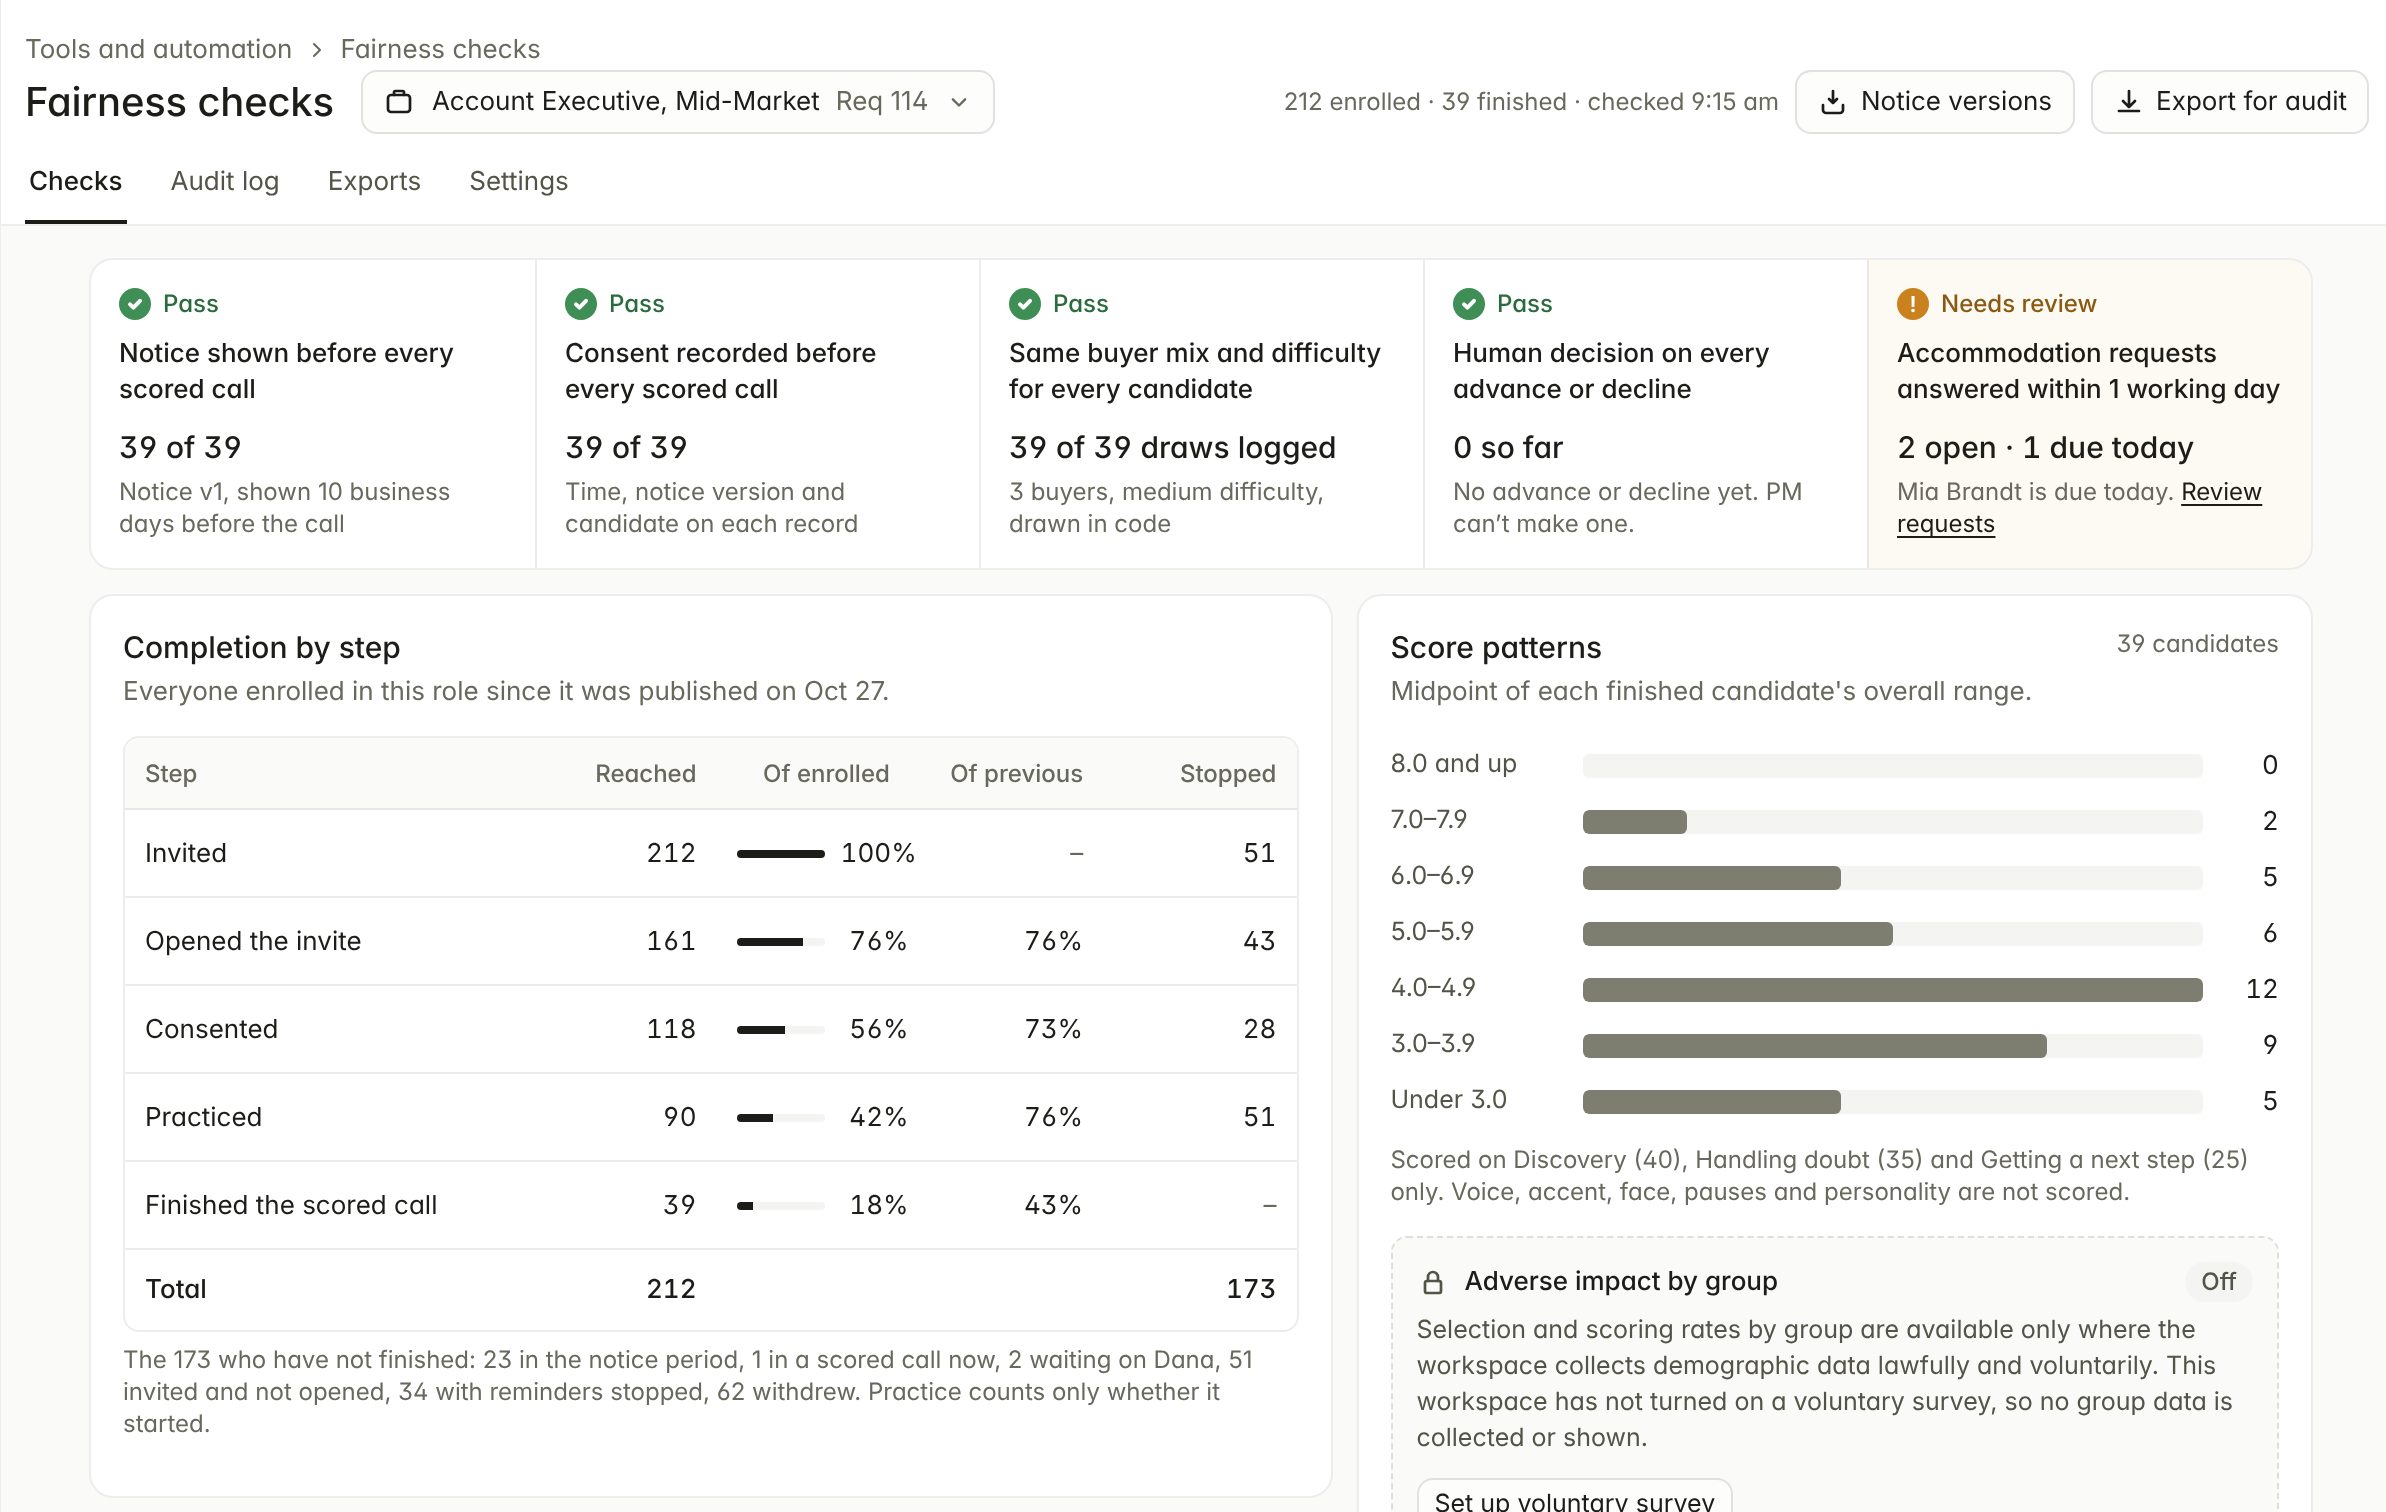 Tools and automation > Fairness checks
Fairness checks
Account Executive, Mid-Market Req 114
212 enrolled · 39 finished · checked 9:15 am
Notice versions
Export for audit
Checks
Audit log
Exports
Settings
Pass
Notice shown before every
scored call
39 of 39
Notice v1, shown 10 business
days before the call
Pass
Consent recorded before
every scored call
39 of 39
Time, notice version and
candidate on each record
Pass
Same buyer mix and difficulty
for every candidate
39 of 39 draws logged
3 buyers, medium difficulty,
drawn in code
Pass
Human decision on every
advance or decline
0 so far
No advance or decline yet. PM
can’t make one.
Needs review
Accommodation requests
answered within 1 working day
2 open · 1 due today
Mia Brandt is due today. Review
requests
Completion by step
Everyone enrolled in this role since it was published on Oct 27.
Step Reached Of enrolled Of previous Stopped
Invited 212 100% – 51
Opened the invite 161 76% 76% 43
Consented 118 56% 73% 28
Practiced 90 42% 76% 51
Finished the scored call 39 18% 43% –
Total 212 173
The 173 who have not finished: 23 in the notice period, 1 in a scored call now, 2 waiting on Dana, 51
invited and not opened, 34 with reminders stopped, 62 withdrew. Practice counts only whether it
started.
Score patterns
39 candidates
Midpoint of each finished candidate's overall range.
8.0 and up 0
7.0–7.9 2
6.0–6.9 5
5.0–5.9 6
4.0–4.9 12
3.0–3.9 9
Under 3.0 5
Scored on Discovery (40), Handling doubt (35) and Getting a next step (25)
only. Voice, accent, face, pauses and personality are not scored.
Adverse impact by group
Off
Selection and scoring rates by group are available only where the
workspace collects demographic data lawfully and voluntarily. This
workspace has not turned on a voluntary survey, so no group data is
collected or shown.
Set up voluntary survey